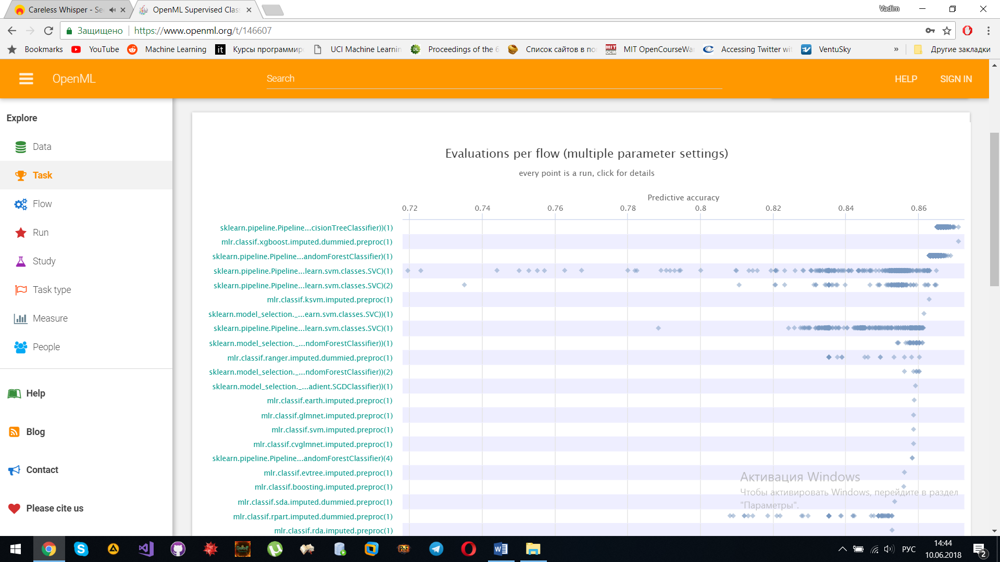 Careless Whisper - Se
OpenML Supervised Clas
Vadim
Защищено
https://www.openml.org/t/146607
Bookmarks
YouTube
Machine Learning
it
Курсы программир
UCI Machine Learnin
Proceedings of the 6
Список сайтов в по
MIT OCW
MIT OpenCourseWar
Accessing Twitter wit
VentuSky
»
Другие закладки
OpenML
Search
HELP
SIGN IN
Explore
Data
Task
Flow
Run
Study
Task type
Measure
People
Help
Blog
Contact
Please cite us
Evaluations per flow (multiple parameter settings)
every point is a run, click for details
Predictive accuracy
0.72 0.74 0.76 0.78 0.8 0.82 0.84 0.86
sklearn.pipeline.Pipeline...cisionTreeClassifier))(1)
mlr.classif.xgboost.imputed.dummied.preproc(1)
sklearn.pipeline.Pipeline...andomForestClassifier)(1)
sklearn.pipeline.Pipeline...learn.svm.classes.SVC)(1)
sklearn.pipeline.Pipeline...learn.svm.classes.SVC)(2)
mlr.classif.ksvm.imputed.preproc(1)
sklearn.model_selection._...earn.svm.classes.SVC))(1)
sklearn.pipeline.Pipeline...learn.svm.classes.SVC)(1)
sklearn.model_selection._...ndomForestClassifier))(1)
mlr.classif.ranger.imputed.dummied.preproc(1)
sklearn.model_selection._...ndomForestClassifier))(2)
sklearn.model_selection._...adient.SGDClassifier))(1)
mlr.classif.earth.imputed.preproc(1)
mlr.classif.glmnet.imputed.preproc(1)
mlr.classif.svm.imputed.preproc(1)
mlr.classif.cvglmnet.imputed.preproc(1)
sklearn.pipeline.Pipeline...andomForestClassifier)(4)
mlr.classif.evtree.imputed.preproc(1)
mlr.classif.boosting.imputed.preproc(1)
mlr.classif.sda.imputed.dummied.preproc(1)
mlr.classif.rpart.imputed.dummied.preproc(1)
mlr.classif.rda.imputed.preproc(1)
Активация Windows
Чтобы активировать Windows, перейдите в раздел
"Параметры".
РУС
14:44
10.06.2018
2